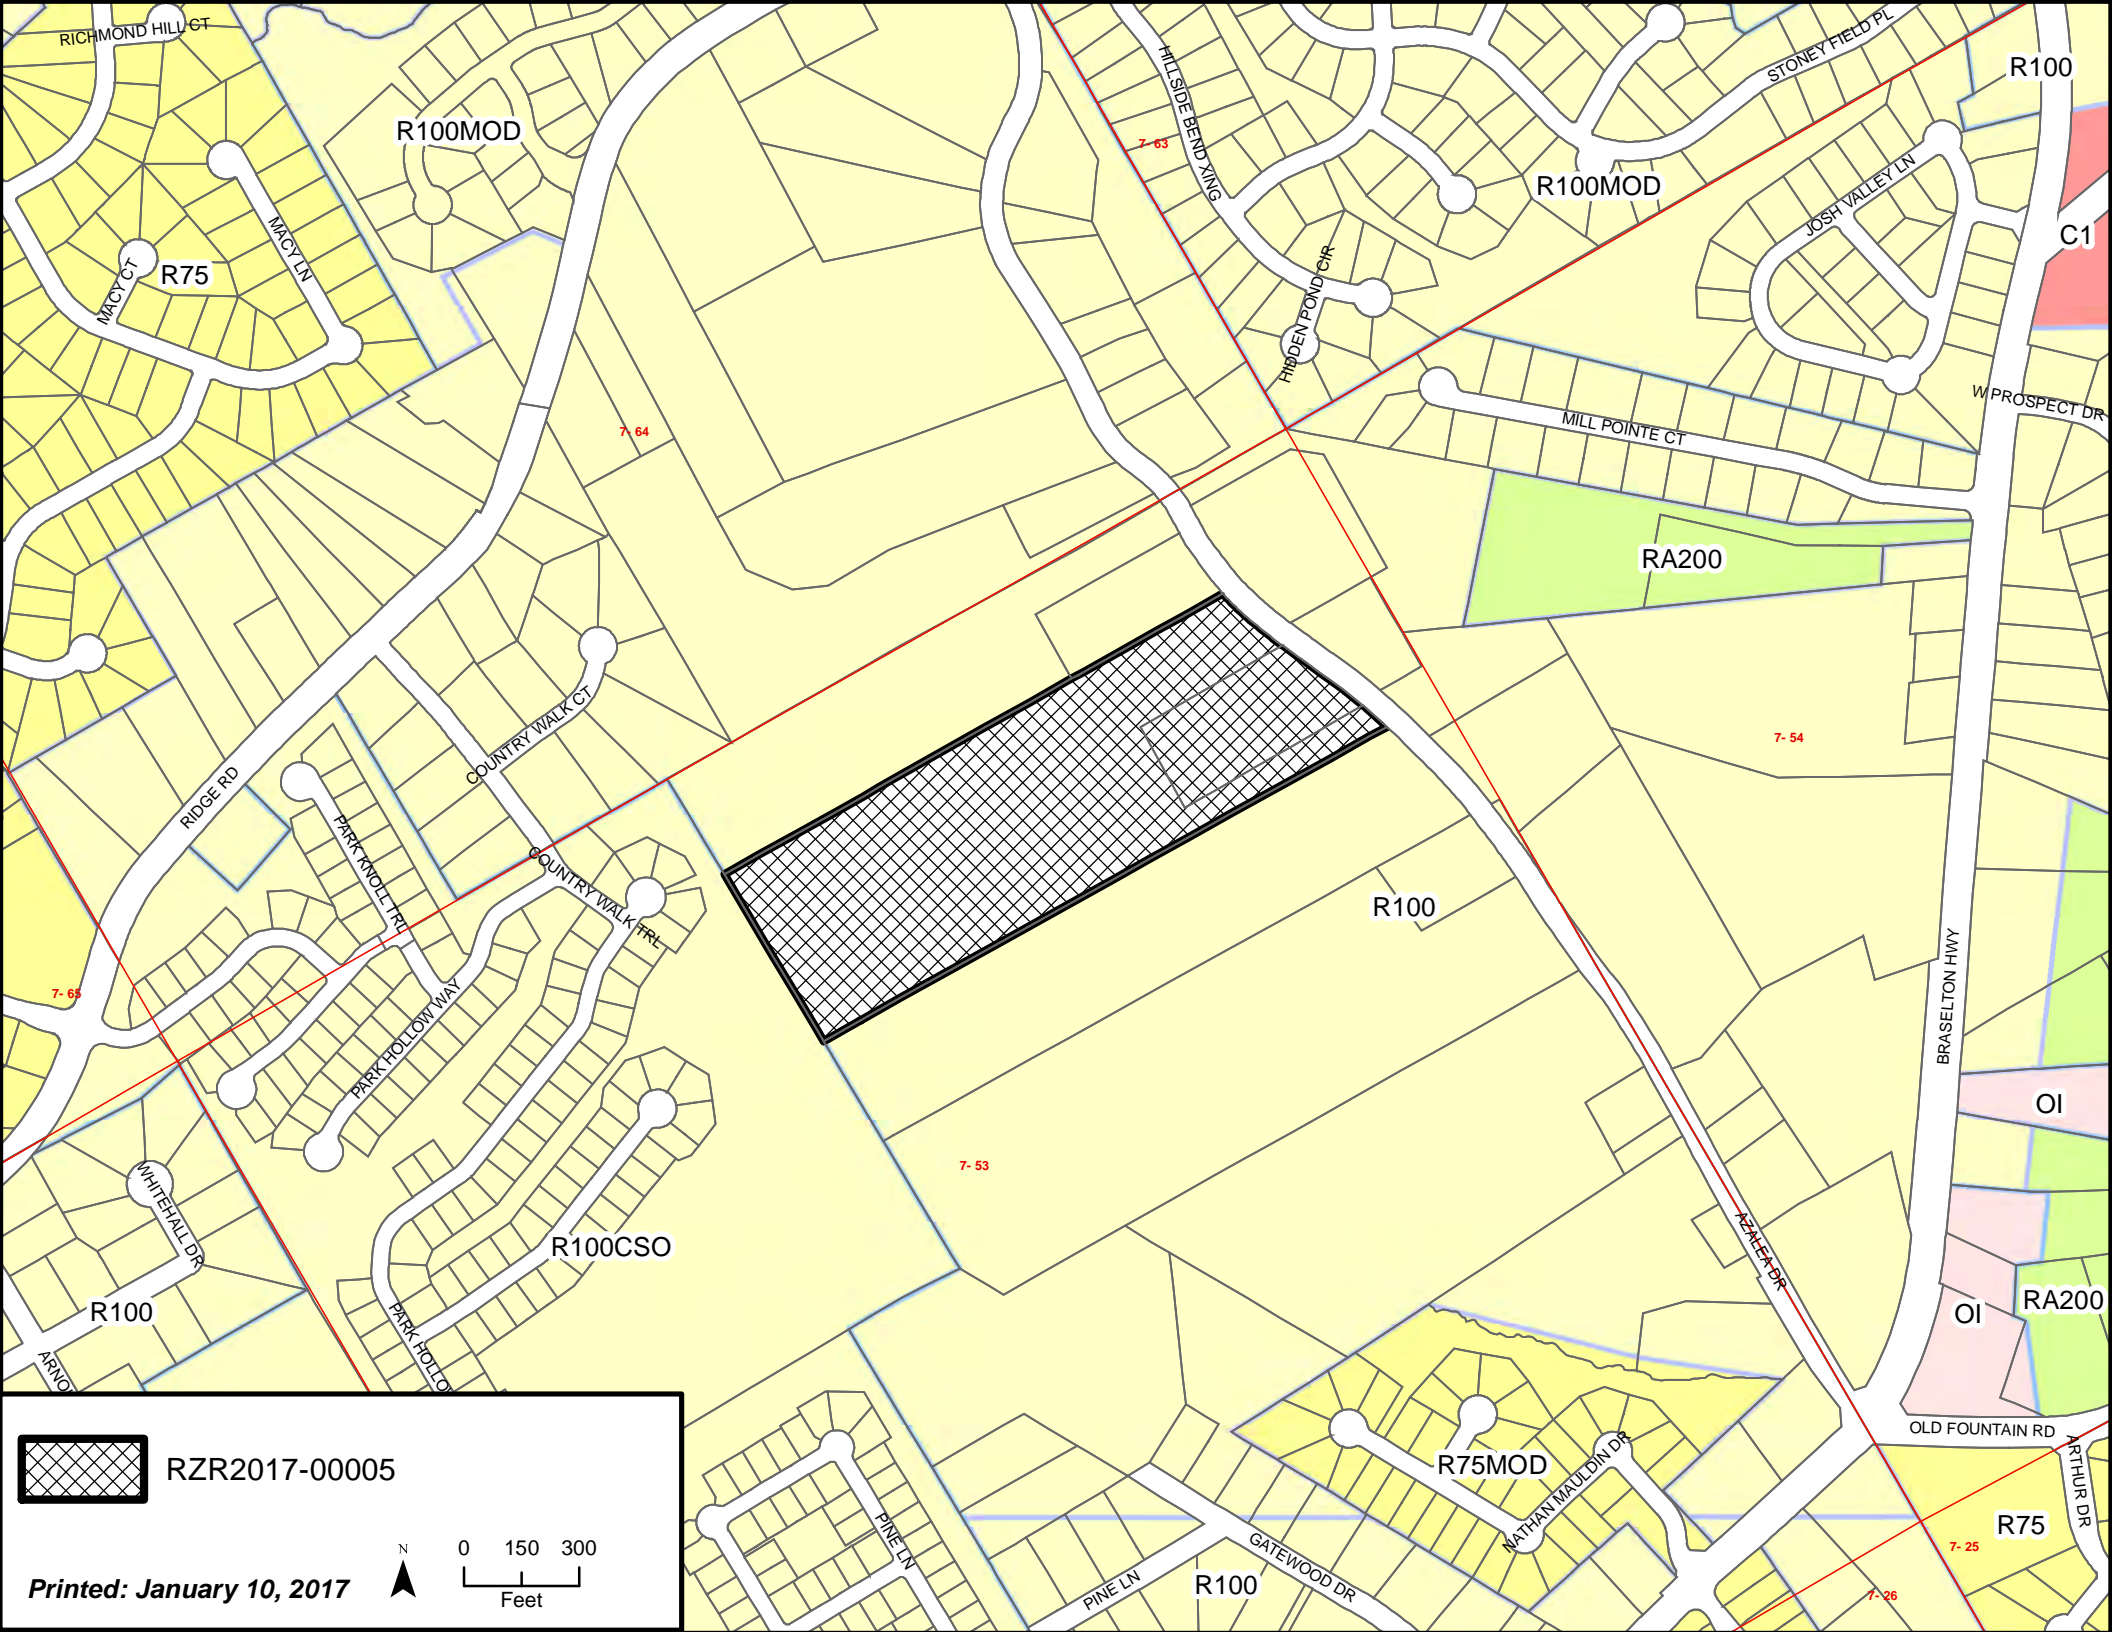 RICHMOND HILL CT
R100MOD
HILLSIDE BEND XING
STONEY FIELD PL
R100
7- 63
R100MOD
JOSH VALLEY LN
C1
MACY LN
MACY CT
R75
HIDDEN POND CIR
W PROSPECT DR
7- 64
MILL POINTE CT
RA200
COUNTRY WALK CT
7- 54
RIDGE RD
PARK KNOLL TRL
COUNTRY WALK TRL
R100
BRASELTON HWY
7- 65
PARK HOLLOW WAY
OI
7- 53
WHITEHALL DR
R100CSO
AZALEA DR
R100
OI
RA200
PARK HOLLO
ARNO
OLD FOUNTAIN RD
R75MOD
NATHAN MAULDIN DR
ARTHUR DR
PINE LN
R75
7- 25
GATEWOOD DR
PINE LN
R100
7- 26
RZR2017-00005
Printed: January 10, 2017
N
0 150 300
Feet